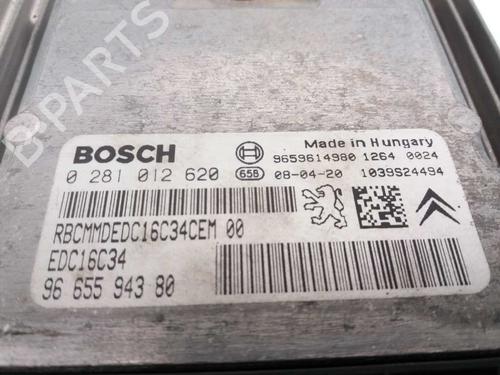 B-PARTS
BOSCH
Made in Hungary
9659614980 1264 0024
0 281 012 620
658 08-04-20 1039S24494
RBCMMDEDC16C34CEM 00
EDC16C34
96 655 943 80